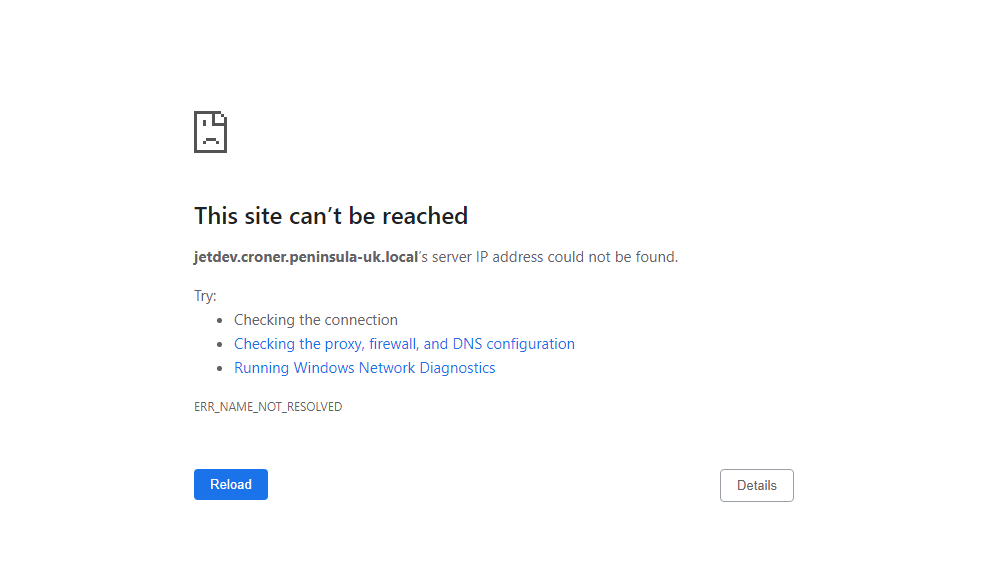 This site can’t be reached
jetdev.croner.peninsula-uk.local’s server IP address could not be found.
Try:
Checking the connection
Checking the proxy, firewall, and DNS configuration
Running Windows Network Diagnostics
ERR_NAME_NOT_RESOLVED
Reload
Details